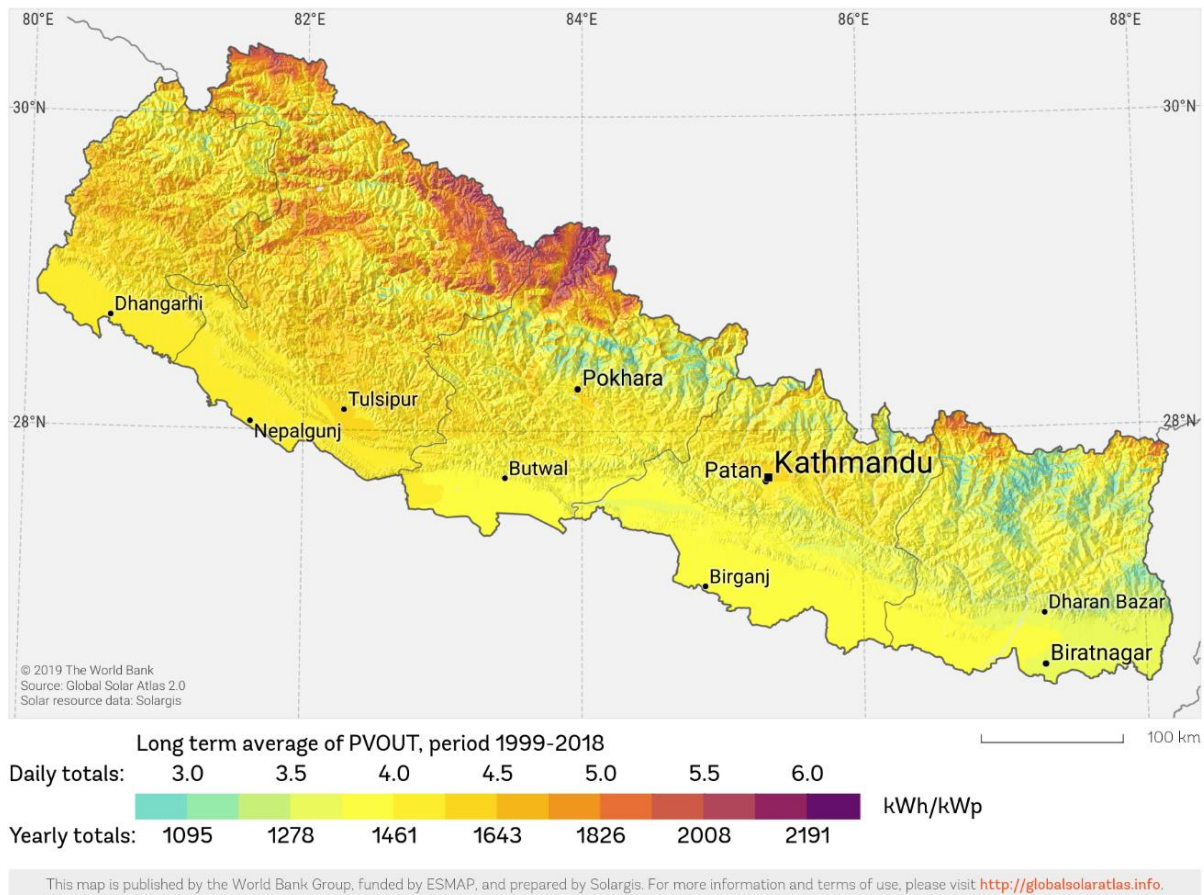 80°E 82°E 84°E 86°E 88°E
30°N 30°N
Dhangarhi
Pokhara
Tulsipur
28°N 28°N
Nepalgunj
Kathmandu
Patan
Butwal
Birganj
Dharan Bazar
Biratnagar
© 2019 The World Bank
Source: Global Solar Atlas 2.0
Solar resource data: Solargis
Long term average of PVOUT, period 1999-2018
100 km
Daily totals: 3.0 3.5 4.0 4.5 5.0 5.5 6.0
kWh/kWp
Yearly totals: 1095 1278 1461 1643 1826 2008 2191
This map is published by the World Bank Group, funded by ESMAP, and prepared by Solargis. For more information and terms of use, please visit http://globalsolaratlas.info.